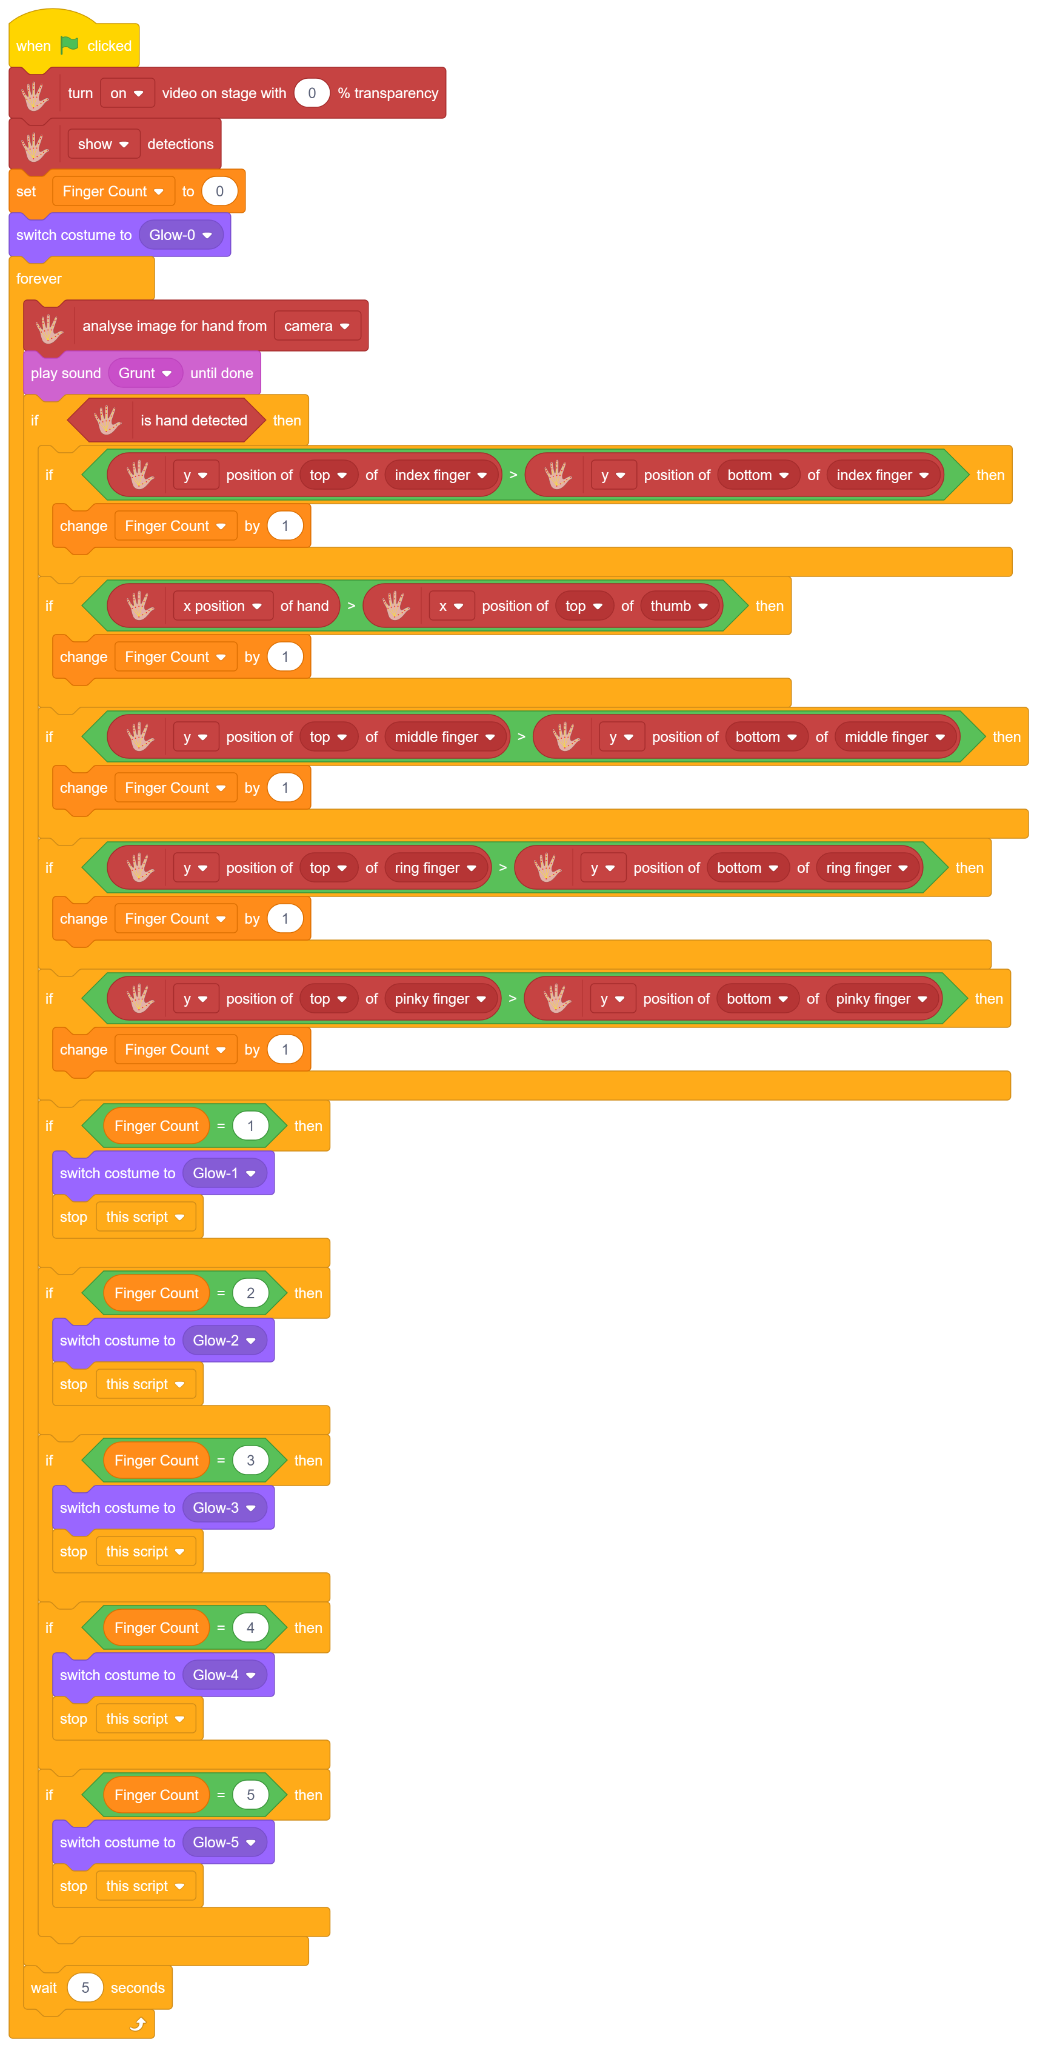 when clicked
turn on video on stage with 0 % transparency
show detections
set Finger Count to 0
switch costume to Glow-0
forever
analyse image for hand from camera
play sound Grunt until done
if is hand detected then
if y position of top of index finger > y position of bottom of index finger then
change Finger Count by 1
if x position of hand > x position of top of thumb then
change Finger Count by 1
if y position of top of middle finger > y position of bottom of middle finger then
change Finger Count by 1
if y position of top of ring finger > y position of bottom of ring finger then
change Finger Count by 1
if y position of top of pinky finger > y position of bottom of pinky finger then
change Finger Count by 1
if Finger Count = 1 then
switch costume to Glow-1
stop this script
if Finger Count = 2 then
switch costume to Glow-2
stop this script
if Finger Count = 3 then
switch costume to Glow-3
stop this script
if Finger Count = 4 then
switch costume to Glow-4
stop this script
if Finger Count = 5 then
switch costume to Glow-5
stop this script
wait 5 seconds